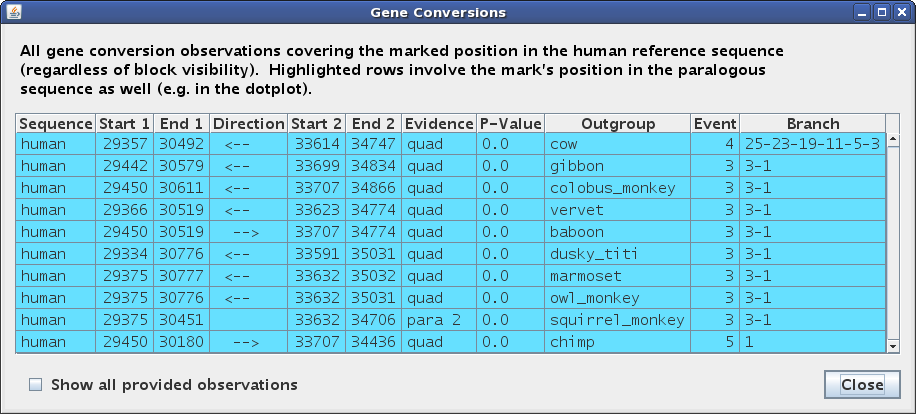 Gene Conversions
All gene conversion observations covering the marked position in the human reference sequence
(regardless of block visibility).  Highlighted rows involve the mark's position in the paralogous
sequence as well (e.g. in the dotplot).
Sequence Start 1 End 1 Direction Start 2 End 2 Evidence P-Value Outgroup Event Branch
human 29357 30492 <-- 33614 34747 quad 0.0 cow 4 25-23-19-11-5-3
human 29442 30579 <-- 33699 34834 quad 0.0 gibbon 3 3-1
human 29450 30611 <-- 33707 34866 quad 0.0 colobus_monkey 3 3-1
human 29366 30519 <-- 33623 34774 quad 0.0 vervet 3 3-1
human 29450 30519 --> 33707 34774 quad 0.0 baboon 3 3-1
human 29334 30776 <-- 33591 35031 quad 0.0 dusky_titi 3 3-1
human 29375 30777 <-- 33632 35032 quad 0.0 marmoset 3 3-1
human 29375 30776 <-- 33632 35031 quad 0.0 owl_monkey 3 3-1
human 29375 30451 33632 34706 para 2 0.0 squirrel_monkey 3 3-1
human 29450 30180 --> 33707 34436 quad 0.0 chimp 5 1
Show all provided observations
Close